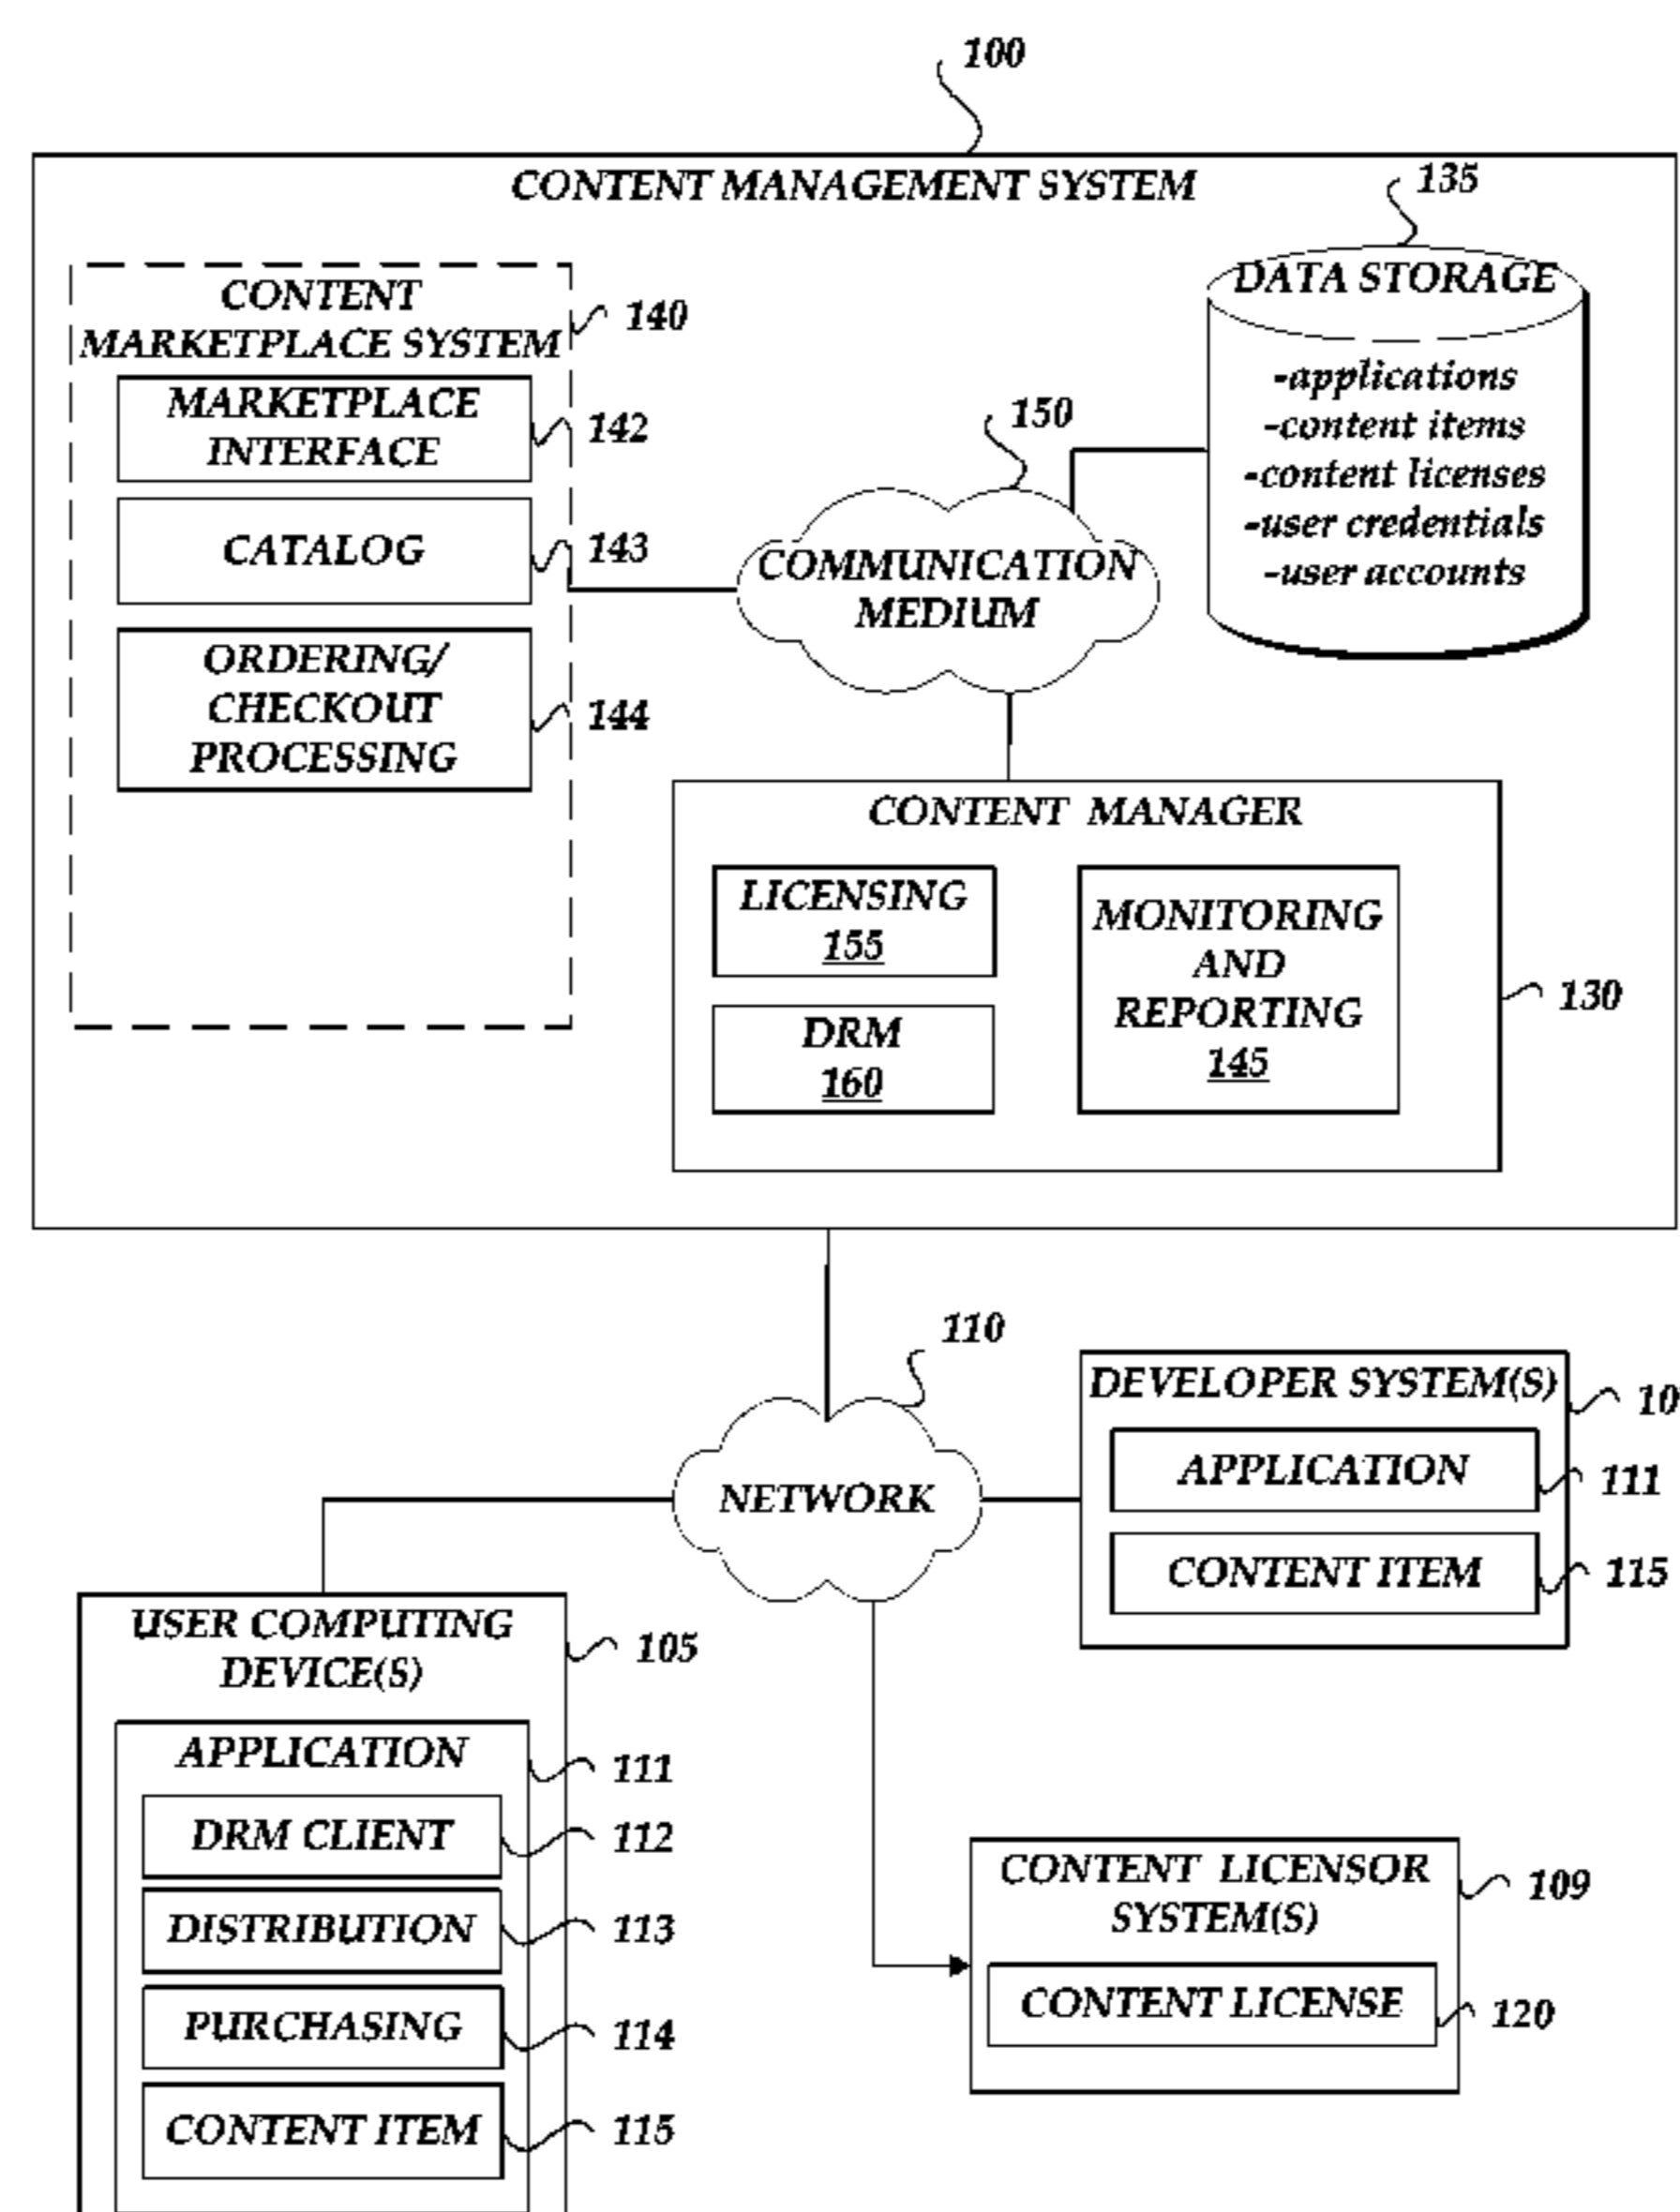 100
CONTENT MANAGEMENT SYSTEM
135
DATA STORAGE
-applications
-content items
-content licenses
-user credentials
-user accounts
CONTENT
MARKETPLACE SYSTEM
140
MARKETPLACE
INTERFACE
142
CATALOG
143
ORDERING/
CHECKOUT
PROCESSING
144
150
COMMUNICATION
MEDIUM
CONTENT MANAGER
LICENSING
155
DRM
160
MONITORING
AND
REPORTING
145
130
110
NETWORK
DEVELOPER SYSTEM(S)
10
APPLICATION
111
CONTENT ITEM
115
USER COMPUTING
DEVICE(S)
105
APPLICATION
111
DRM CLIENT
112
DISTRIBUTION
113
PURCHASING
114
CONTENT ITEM
115
CONTENT LICENSOR
SYSTEM(S)
109
CONTENT LICENSE
120